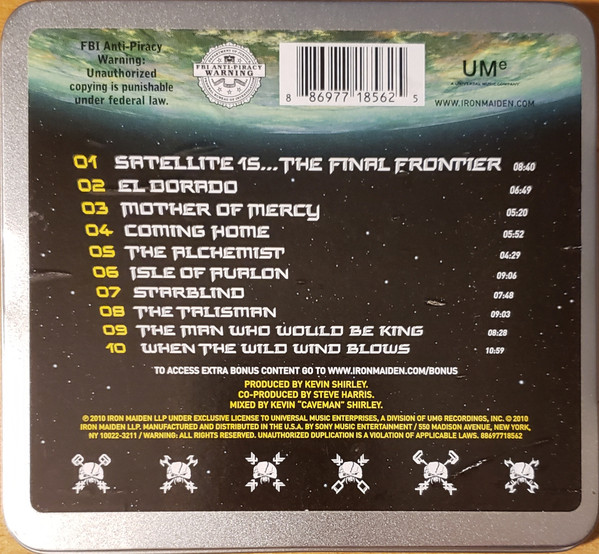 FBI Anti-Piracy
Warning:
Unauthorized
copying is punishable
under federal law.
FBI ANTI-PIRACY
WARNING
8 86977 18562 5
UMe
A UNIVERSAL MUSIC COMPANY
WWW.IRONMAIDEN.COM
01 SATELLITE 15...THE FINAL FRONTIER 08:40
02 EL DORADO 06:49
03 MOTHER OF MERCY 05:20
04 COMING HOME 05:52
05 THE ALCHEMIST 04:29
06 ISLE OF AVALON 09:06
07 STARBLIND 07:48
08 THE TALISMAN 09:03
09 THE MAN WHO WOULD BE KING 08:28
10 WHEN THE WILD WIND BLOWS 10:59
TO ACCESS EXTRA BONUS CONTENT GO TO WWW.IRONMAIDEN.COM/BONUS
PRODUCED BY KEVIN SHIRLEY.
CO-PRODUCED BY STEVE HARRIS.
MIXED BY KEVIN "CAVEMAN" SHIRLEY.
℗ 2010 IRON MAIDEN LLP UNDER EXCLUSIVE LICENSE TO UNIVERSAL MUSIC ENTERPRISES, A DIVISION OF UMG RECORDINGS, INC. © 2010
IRON MAIDEN LLP. MANUFACTURED AND DISTRIBUTED IN THE U.S.A. BY SONY MUSIC ENTERTAINMENT / 550 MADISON AVENUE, NEW YORK,
NY 10022-3211 / WARNING: ALL RIGHTS RESERVED. UNAUTHORIZED DUPLICATION IS A VIOLATION OF APPLICABLE LAWS. 88697718562